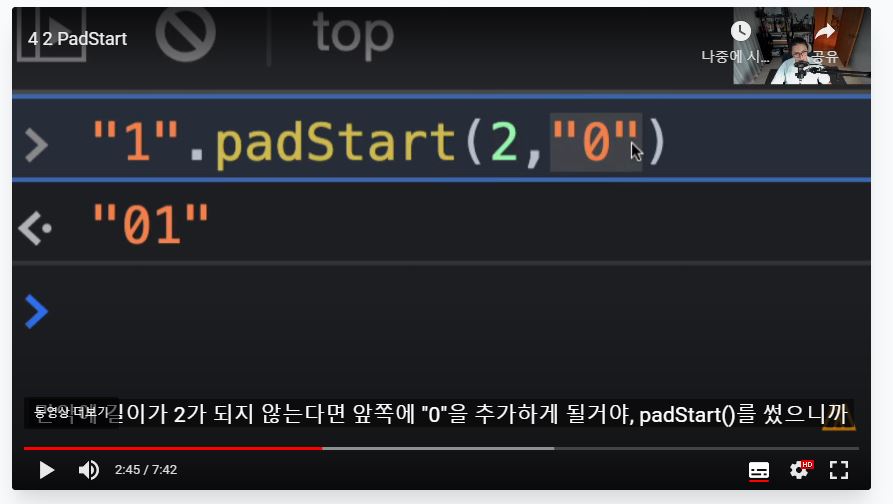 4 2 PadStart
top
나중에 시...
공유
> "1".padStart(2,"0")
<· "01"
>
동영상 더보기
길이가 2가 되지 않는다면 앞쪽에 "0"을 추가하게 될거야, padStart()를 썼으니까
2:45 / 7:42
HD